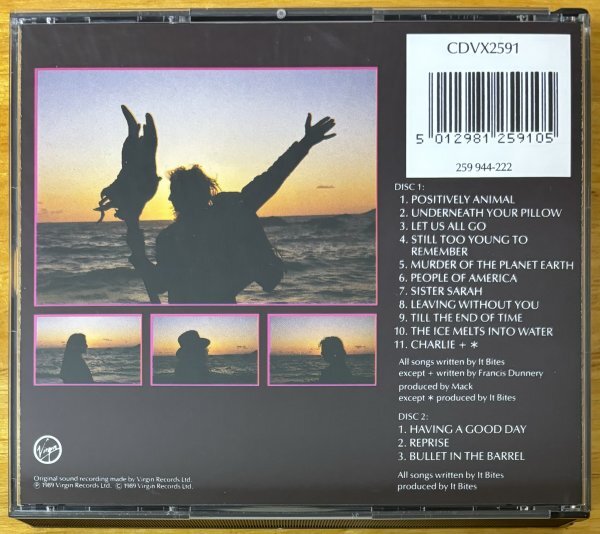 CDVX2591
5 012981 259105
259 944-222
DISC 1:
1. POSITIVELY ANIMAL
2. UNDERNEATH YOUR PILLOW
3. LET US ALL GO
4. STILL TOO YOUNG TO
REMEMBER
5. MURDER OF THE PLANET EARTH
6. PEOPLE OF AMERICA
7. SISTER SARAH
8. LEAVING WITHOUT YOU
9. TILL THE END OF TIME
10. THE ICE MELTS INTO WATER
11. CHARLIE + *
All songs written by It Bites
except + written by Francis Dunnery
produced by Mack
except * produced by It Bites
DISC 2:
1. HAVING A GOOD DAY
2. REPRISE
3. BULLET IN THE BARREL
All songs written by It Bites
produced by It Bites
Virgin
Original sound recording made by Virgin Records Ltd.
℗ 1989 Virgin Records Ltd. © 1989 Virgin Records Ltd.